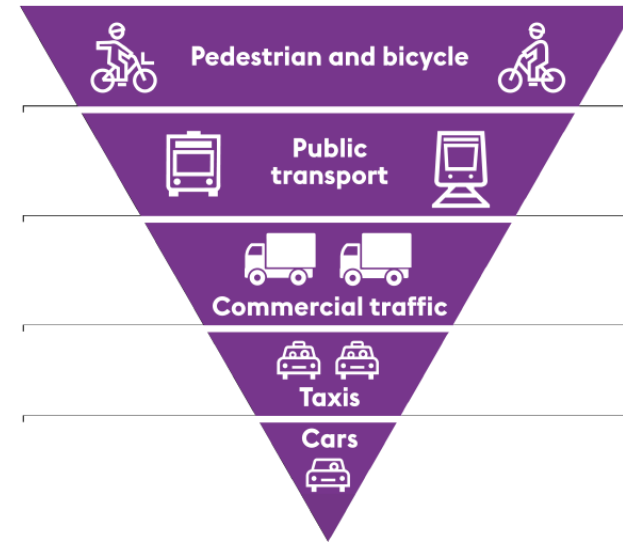 Pedestrian and bicycle
Public
transport
Commercial traffic
Taxis
Cars